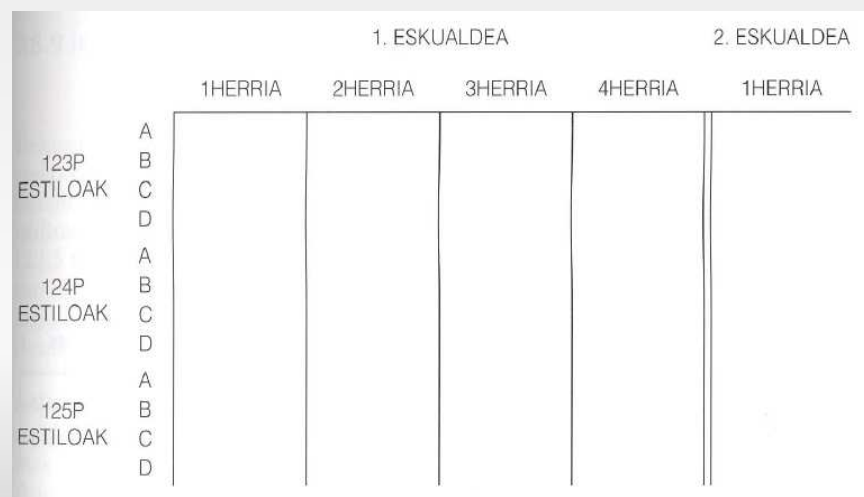 1. ESKUALDEA 2. ESKUALDEA
1HERRIA 2HERRIA 3HERRIA 4HERRIA 1HERRIA
A
123P B
ESTILOAK C
D
A
124P B
ESTILOAK C
D
A
125P B
ESTILOAK C
D